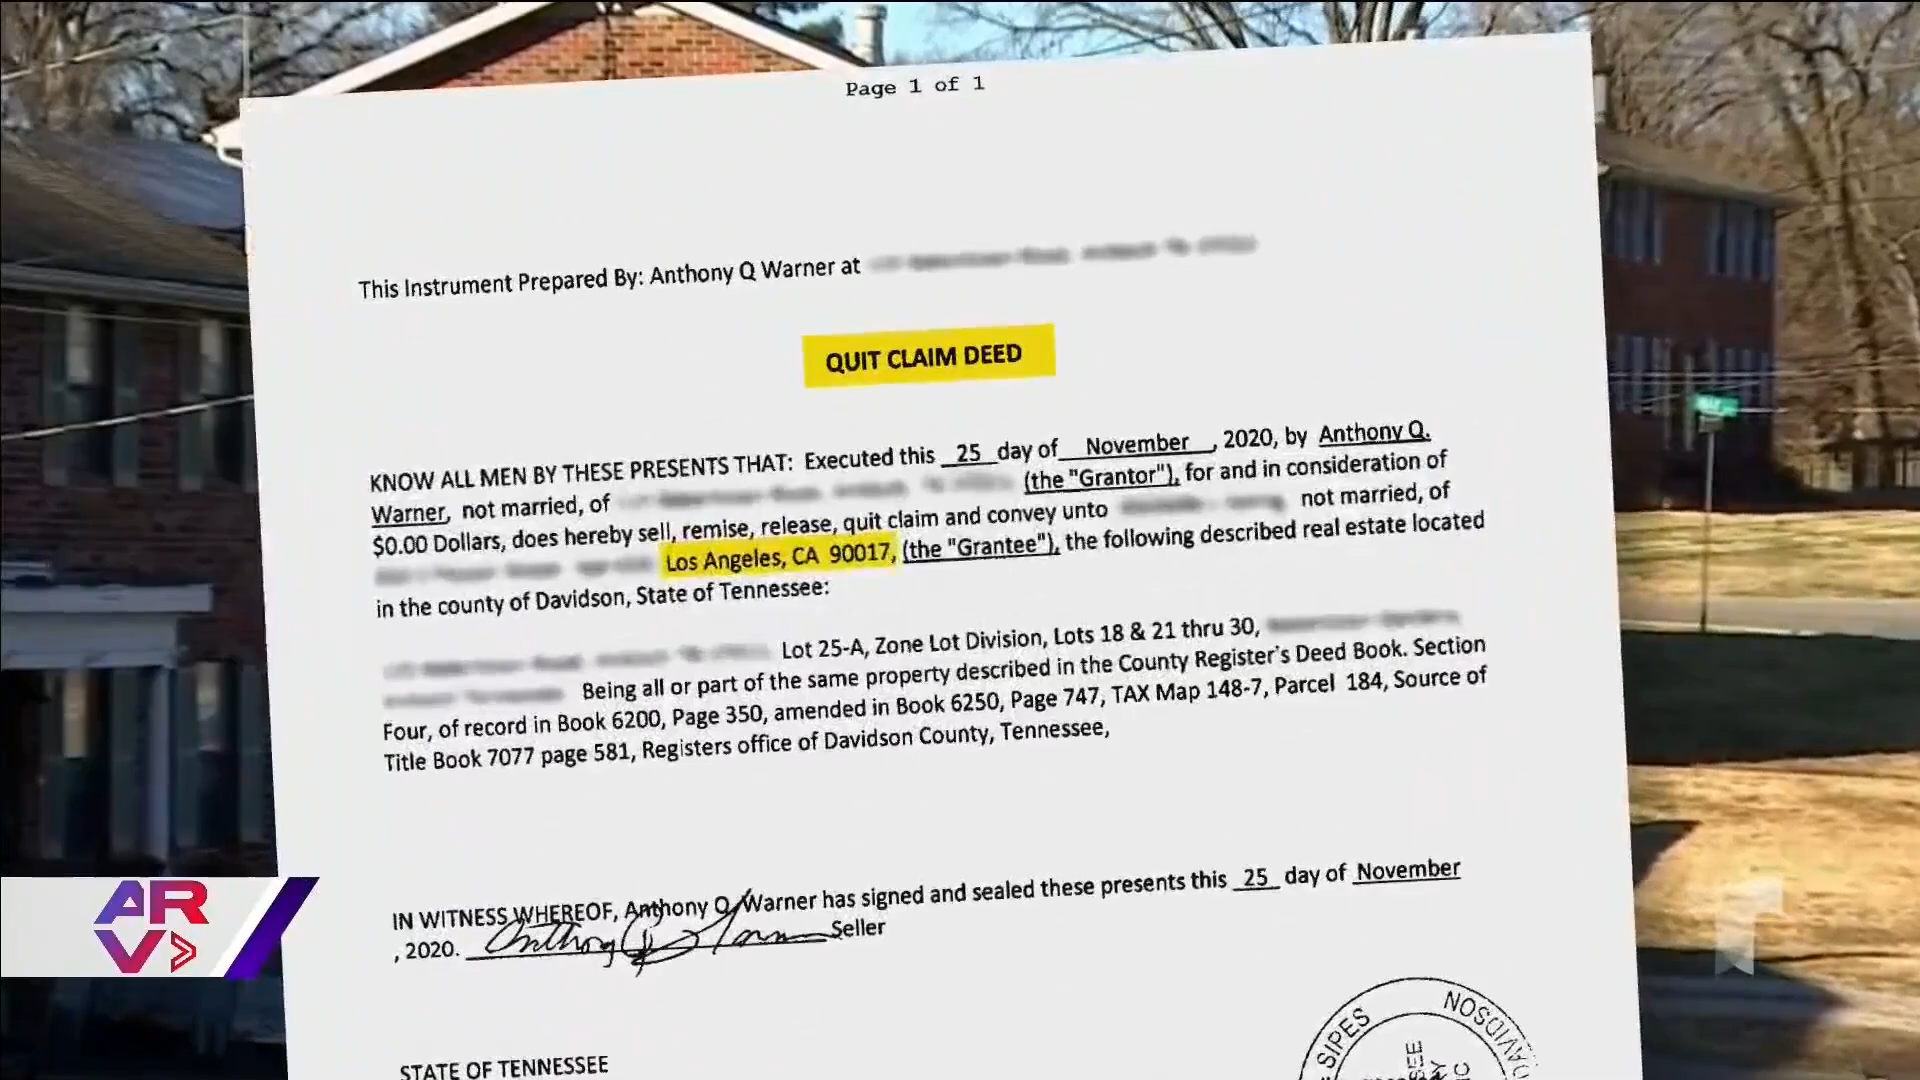 Page 1 of 1
This Instrument Prepared By: Anthony Q Warner at
QUIT CLAIM DEED
KNOW ALL MEN BY THESE PRESENTS THAT: Executed this 25 day of November, 2020, by Anthony Q.
Warner, not married, of (the "Grantor"), for and in consideration of
$0.00 Dollars, does hereby sell, remise, release, quit claim and convey unto not married, of
Los Angeles, CA 90017, (the "Grantee"), the following described real estate located
in the county of Davidson, State of Tennessee:
Lot 25-A, Zone Lot Division, Lots 18 & 21 thru 30,
Being all or part of the same property described in the County Register's Deed Book. Section
Four, of record in Book 6200, Page 350, amended in Book 6250, Page 747, TAX Map 148-7, Parcel 184, Source of
Title Book 7077 page 581, Registers office of Davidson County, Tennessee,
IN WITNESS WHEREOF, Anthony Q. Warner has signed and sealed these presents this 25 day of November
, 2020. Anthony Q Warner Seller
STATE OF TENNESSEE
SIPES
DAVIDSON
ARV